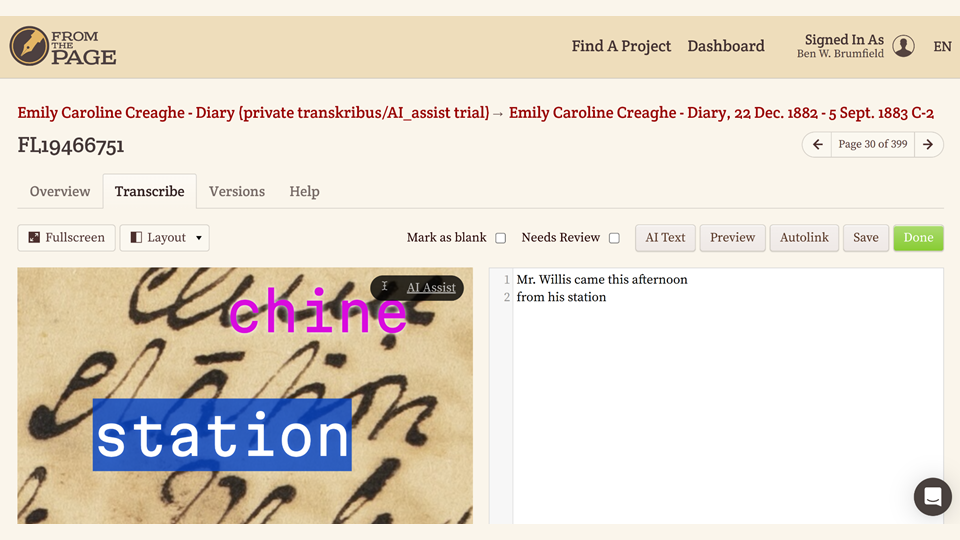 FROM
THE
PAGE
Find A Project
Dashboard
Signed In As
Ben W. Brumfield
EN
Emily Caroline Creaghe - Diary (private transkribus/AI_assist trial) → Emily Caroline Creaghe - Diary, 22 Dec. 1882 - 5 Sept. 1883 C-2
FL19466751
Page 30 of 399
Overview
Transcribe
Versions
Help
Fullscreen
Layout
Mark as blank
Needs Review
AI Text
Preview
Autolink
Save
Done
AI Assist
chine
station
station
1 Mr. Willis came this afternoon
2 from his station